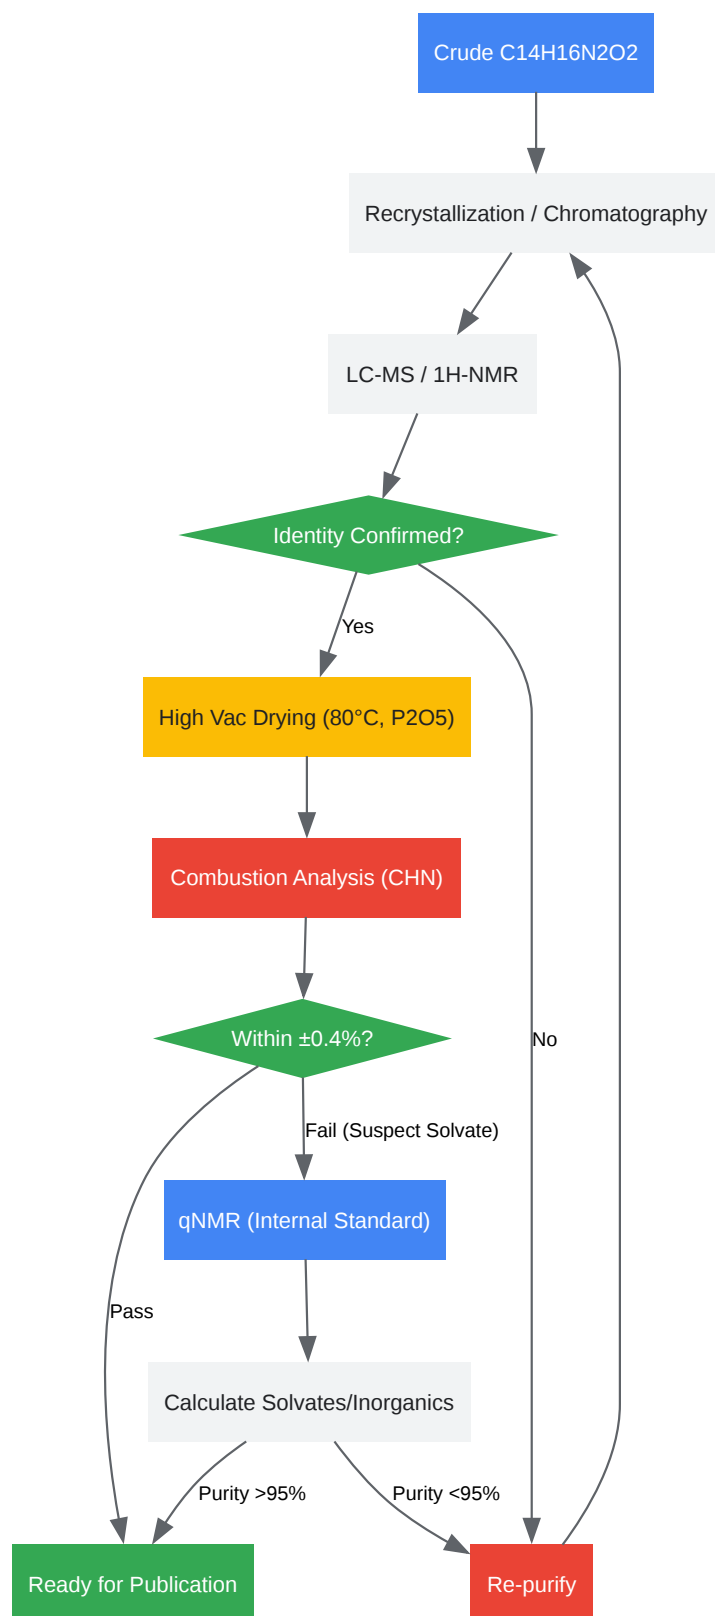 Crude C14H16N2O2
Recrystallization / Chromatography
LC-MS / 1H-NMR
Identity Confirmed?
Yes
High Vac Drying (80°C, P2O5)
Combustion Analysis (CHN)
Within ±0.4%?
No
Fail (Suspect Solvate)
qNMR (Internal Standard)
Pass
Calculate Solvates/Inorganics
Purity >95%
Purity <95%
Ready for Publication
Re-purify